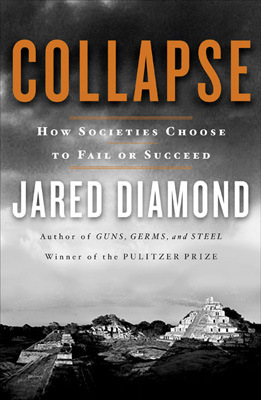 COLLAPSE
HOW SOCIETIES CHOOSE
TO FAIL OR SUCCEED
JARED DIAMOND
Author of GUNS, GERMS, and STEEL
Winner of the PULITZER PRIZE